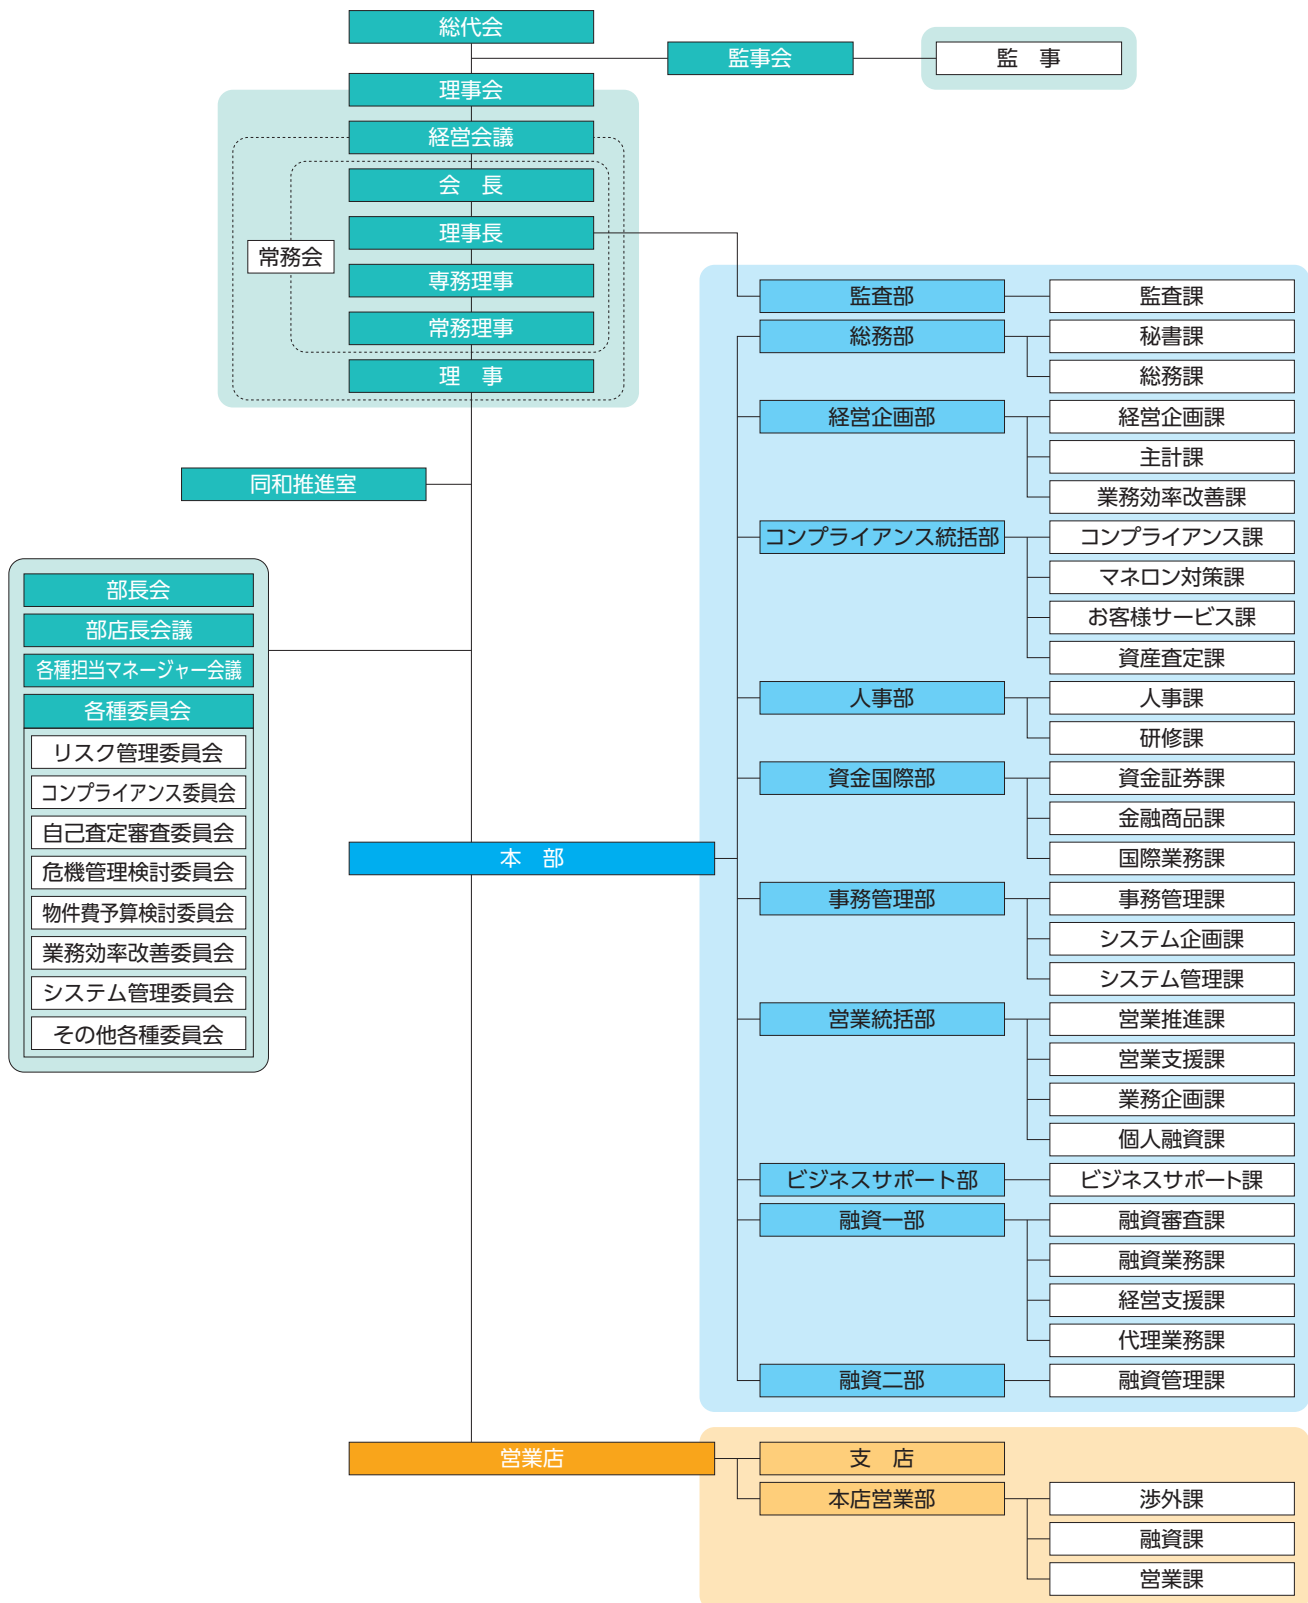 総代会
監事会
監　事
理事会
経営会議
会　長
理事長
常務会
専務理事
常務理事
理　事
同和推進室
部長会
部店長会議
各種担当マネージャー会議
各種委員会
リスク管理委員会
コンプライアンス委員会
自己査定審査委員会
危機管理検討委員会
物件費予算検討委員会
業務効率改善委員会
システム管理委員会
その他各種委員会
本　部
監査部
監査課
総務部
秘書課
総務課
経営企画部
経営企画課
主計課
業務効率改善課
コンプライアンス統括部
コンプライアンス課
マネロン対策課
お客様サービス課
資産査定課
人事部
人事課
研修課
資金国際部
資金証券課
金融商品課
国際業務課
事務管理部
事務管理課
システム企画課
システム管理課
営業統括部
営業推進課
営業支援課
業務企画課
個人融資課
ビジネスサポート部
ビジネスサポート課
融資一部
融資審査課
融資業務課
経営支援課
代理業務課
融資二部
融資管理課
営業店
支　店
本店営業部
渉外課
融資課
営業課